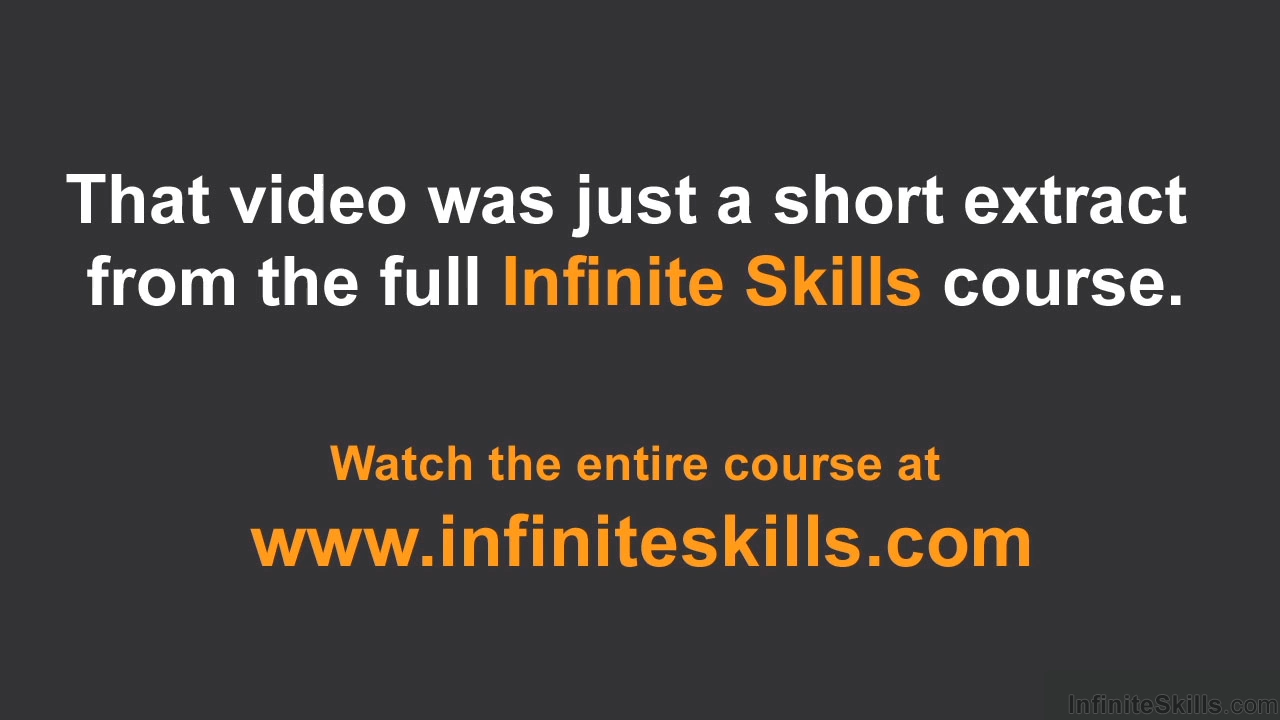 That video was just a short extract
from the full Infinite Skills course.
Watch the entire course at
www.infiniteskills.com
InfiniteSkills.com